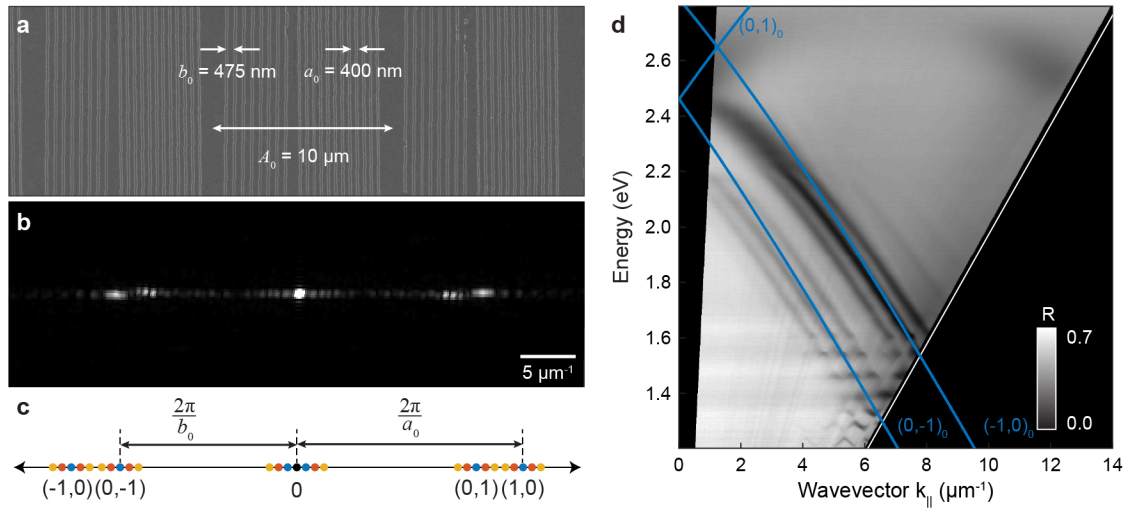 a
b₀ = 475 nm
a₀ = 400 nm
A₀ = 10 µm
b
5 µm⁻¹
c
2π
b₀
2π
a₀
(-1,0)(0,-1)
0
(0,1)(1,0)
d
(0,1)₀
2.6
2.4
2.2
2.0
1.8
1.6
1.4
Energy (eV)
R
0.7
0.0
(0,-1)₀
(-1,0)₀
0
2
4
6
8
10
12
14
Wavevector k|| (µm⁻¹)